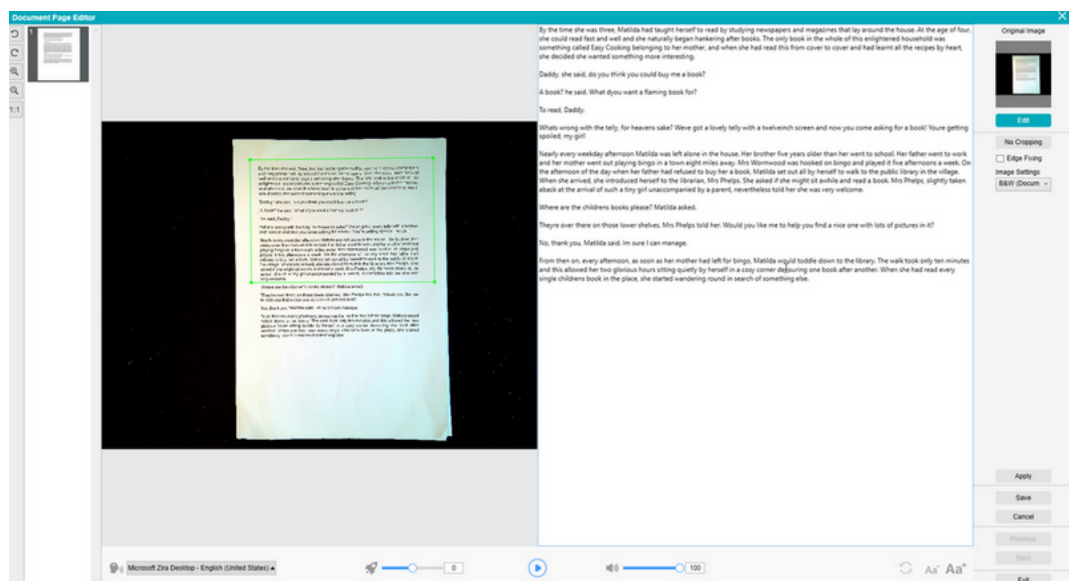 Document Page Editor
1
1:1
By the time she was three, Matilda had taught herself to read by studying newspapers and magazines that lay around the house. At the age of four,
she could read fast and well and she naturally began hankering after books. The only book in the whole of this enlightened household was
something called Easy Cooking belonging to her mother, and when she had read this from cover to cover and had learnt all the recipes by heart,
she decided she wanted something more interesting.
Daddy, she said, do you think you could buy me a book?
A book? he said. What dyou want a flaming book for?
To read, Daddy.
Whats wrong with the telly, for heavens sake? Weve got a lovely telly with a twelveinch screen and now you come asking for a book! Youre getting
spoiled, my girl!
Nearly every weekday afternoon Matilda was left alone in the house. Her brother five years older than her went to school. Her father went to work
and her mother went out playing bingo in a town eight miles away. Mrs Wormwood was hooked on bingo and played it five afternoons a week. On
the afternoon of the day when her father had refused to buy her a book, Matilda set out all by herself to walk to the public library in the village.
When she arrived, she introduced herself to the librarian, Mrs Phelps. She asked if she might sit awhile and read a book. Mrs Phelps, slightly taken
aback at the arrival of such a tiny girl unaccompanied by a parent, nevertheless told her she was very welcome.
Where are the childrens books please? Matilda asked.
Theyre over there on those lower shelves, Mrs Phelps told her. Would you like me to help you find a nice one with lots of pictures in it?
No, thank you, Matilda said. Im sure I can manage.
From then on, every afternoon, as soon as her mother had left for bingo, Matilda would toddle down to the library. The walk took only ten minutes
and this allowed her two glorious hours sitting quietly by herself in a cosy corner devouring one book after another. When she had read every
single childrens book in the place, she started wandering round in search of something else.
Original Image
Edit
No Cropping
Edge Fixing
Image Settings
B&W (Docum
Apply
Save
Cancel
Previous
Next
Exit
Microsoft Zira Desktop - English (United States)
0
100
Aa-
Aa+